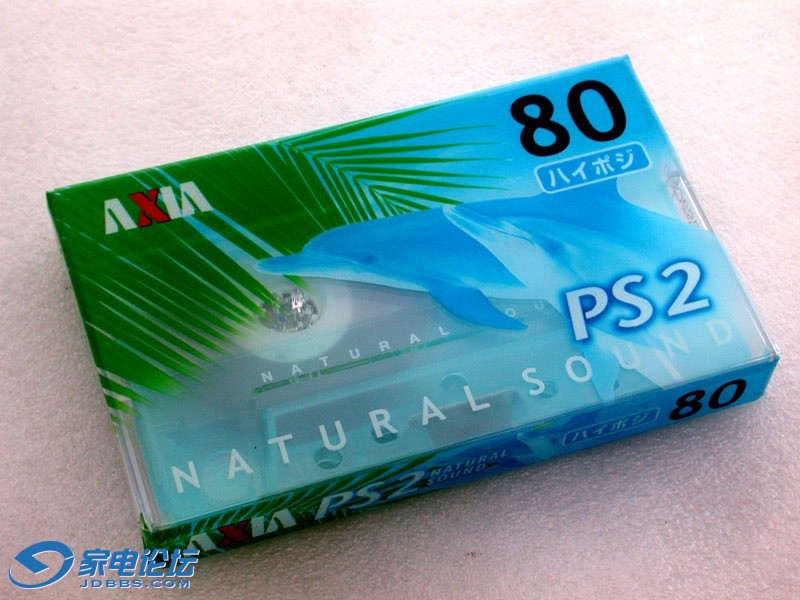 80
ハイポジ
AXIA
PS2
NATURAL SOU
NATURAL SOUND
ハイポジ 80
PS2 NATURAL
SOUND
AXIA
家电论坛
JDBBS.COM